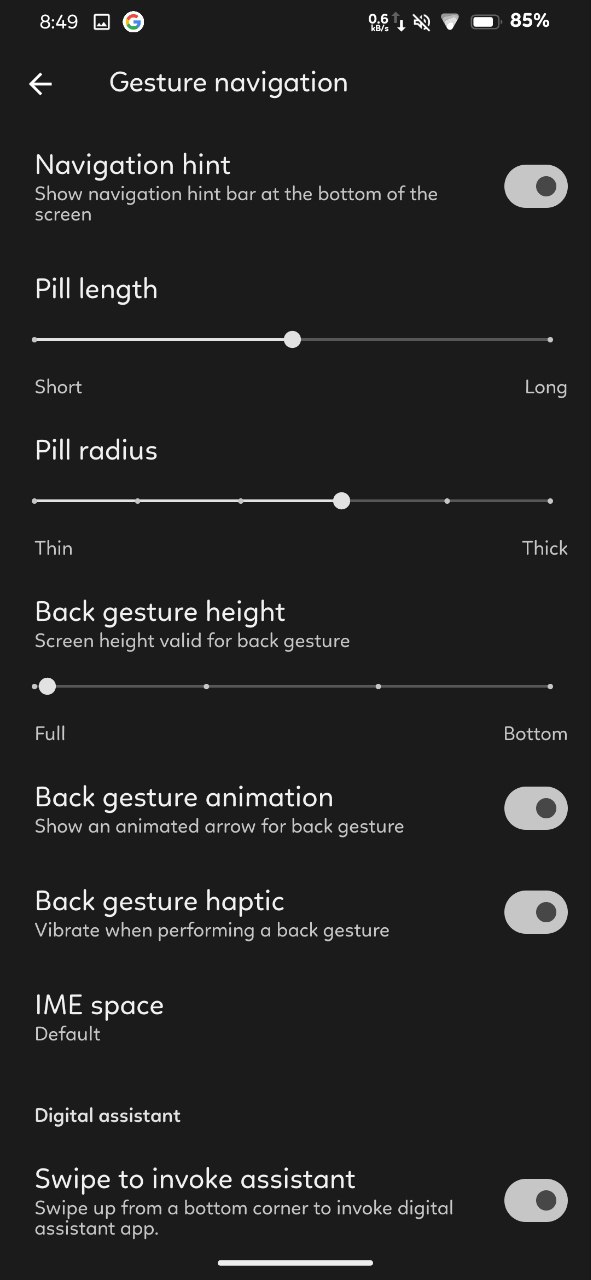 8:49 0.6 kB/s 85%
Gesture navigation
Navigation hint
Show navigation hint bar at the bottom of the
screen
Pill length
Short Long
Pill radius
Thin Thick
Back gesture height
Screen height valid for back gesture
Full Bottom
Back gesture animation
Show an animated arrow for back gesture
Back gesture haptic
Vibrate when performing a back gesture
IME space
Default
Digital assistant
Swipe to invoke assistant
Swipe up from a bottom corner to invoke digital
assistant app.